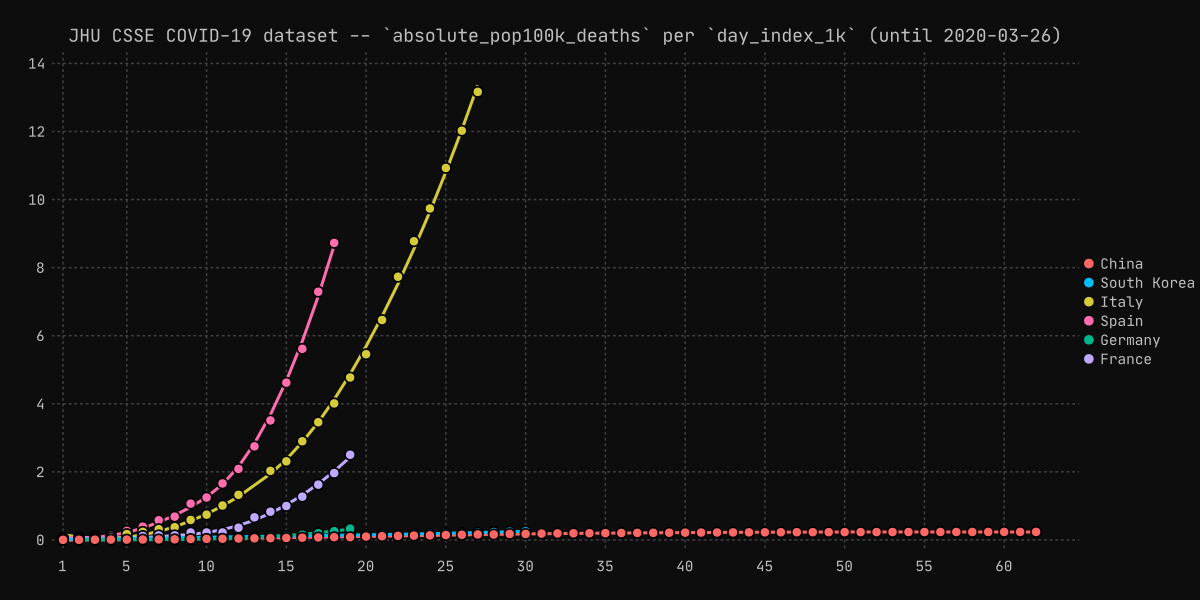 JHU CSSE COVID-19 dataset -- `absolute_pop100k_deaths` per `day_index_1k` (until 2020-03-26)
14
12
10
8
6
4
2
0
1 5 10 15 20 25 30 35 40 45 50 55 60
China
South Korea
Italy
Spain
Germany
France